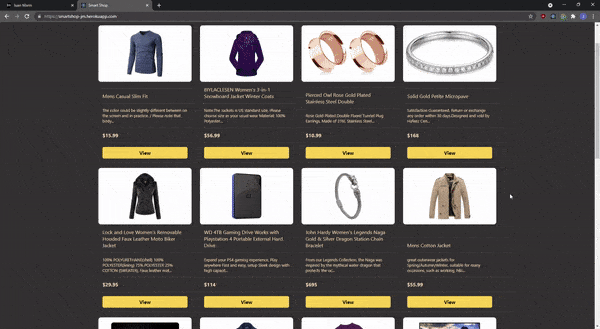 Juan Morin
Smart Shop
https://smartshop-jm.herokuapp.com
Mens Casual Slim Fit
The color could be slightly different between on
the screen and in practice. / Please note that body
$15.99
View
BIYLACLESEN Women's 3-in-1
Snowboard Jacket Winter Coats
Note:The Jackets is US standard size, Please
choose size as your usual wear Material: 100%
Polyester...
$56.99
View
Pierced Owl Rose Gold Plated
Stainless Steel Double
Rose Gold Plated Double Flared Tunnel Plug
Earrings. Made of 316L Stainless Steel...
$10.99
View
Solid Gold Petite Micropave
Satisfaction Guaranteed. Return or exchange
any order within 30 days.Designed and sold by
Hafeez Cen...
$168
View
Lock and Love Women's Removable
Hooded Faux Leather Moto Biker
Jacket
100% POLYURETHANE(shell) 100%
POLYESTER(lining) 75% POLYESTER 25%
COTTON (SWEATER), Faux leather mat...
$29.95
View
WD 4TB Gaming Drive Works with
Playstation 4 Portable External Hard
Drive
Expand your PS4 gaming experience, Play
anywhere Fast and easy, setup Sleek design with
high capaci...
$114
View
John Hardy Women's Legends Naga
Gold & Silver Dragon Station Chain
Bracelet
From our Legends Collection, the Naga was
inspired by the mythical water dragon that
protects the oc...
$695
View
Mens Cotton Jacket
great outerwear jackets for
Spring/Autumn/Winter, suitable for many
occasions, such as working, hiki...
$55.99
View